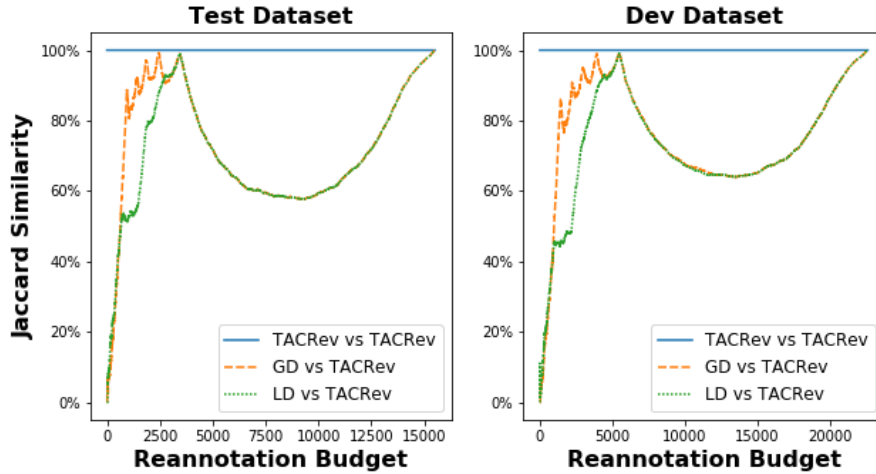 Test Dataset
Jaccard Similarity
100%
80%
60%
40%
20%
0%
TACRev vs TACRev
GD vs TACRev
LD vs TACRev
0 2500 5000 7500 10000 12500 15000
Reannotation Budget
Dev Dataset
100%
80%
60%
40%
20%
0%
TACRev vs TACRev
GD vs TACRev
LD vs TACRev
0 5000 10000 15000 20000
Reannotation Budget